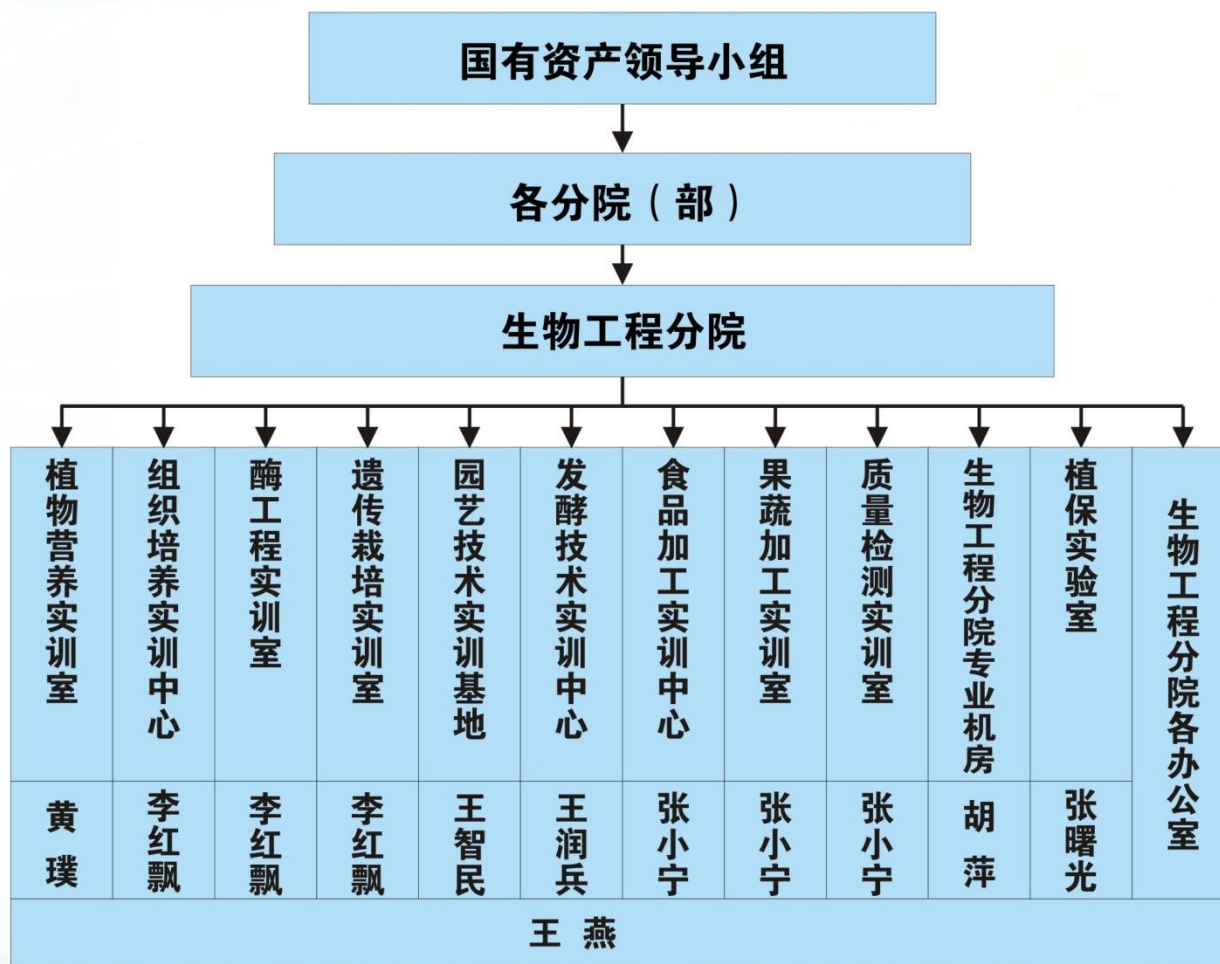 国有资产领导小组
各分院（部）
生物工程分院
植物营养实训室
组织培养实训中心
酶工程实训室
遗传栽培实训室
园艺技术实训基地
发酵技术实训中心
食品加工实训中心
果蔬加工实训室
质量检测实训室
生物工程分院专业机房
植保实验室
生物工程分院各办公室
黄璞
李红飘
李红飘
李红飘
王智民
王润兵
张小宁
张小宁
张小宁
胡萍
张曙光
王燕